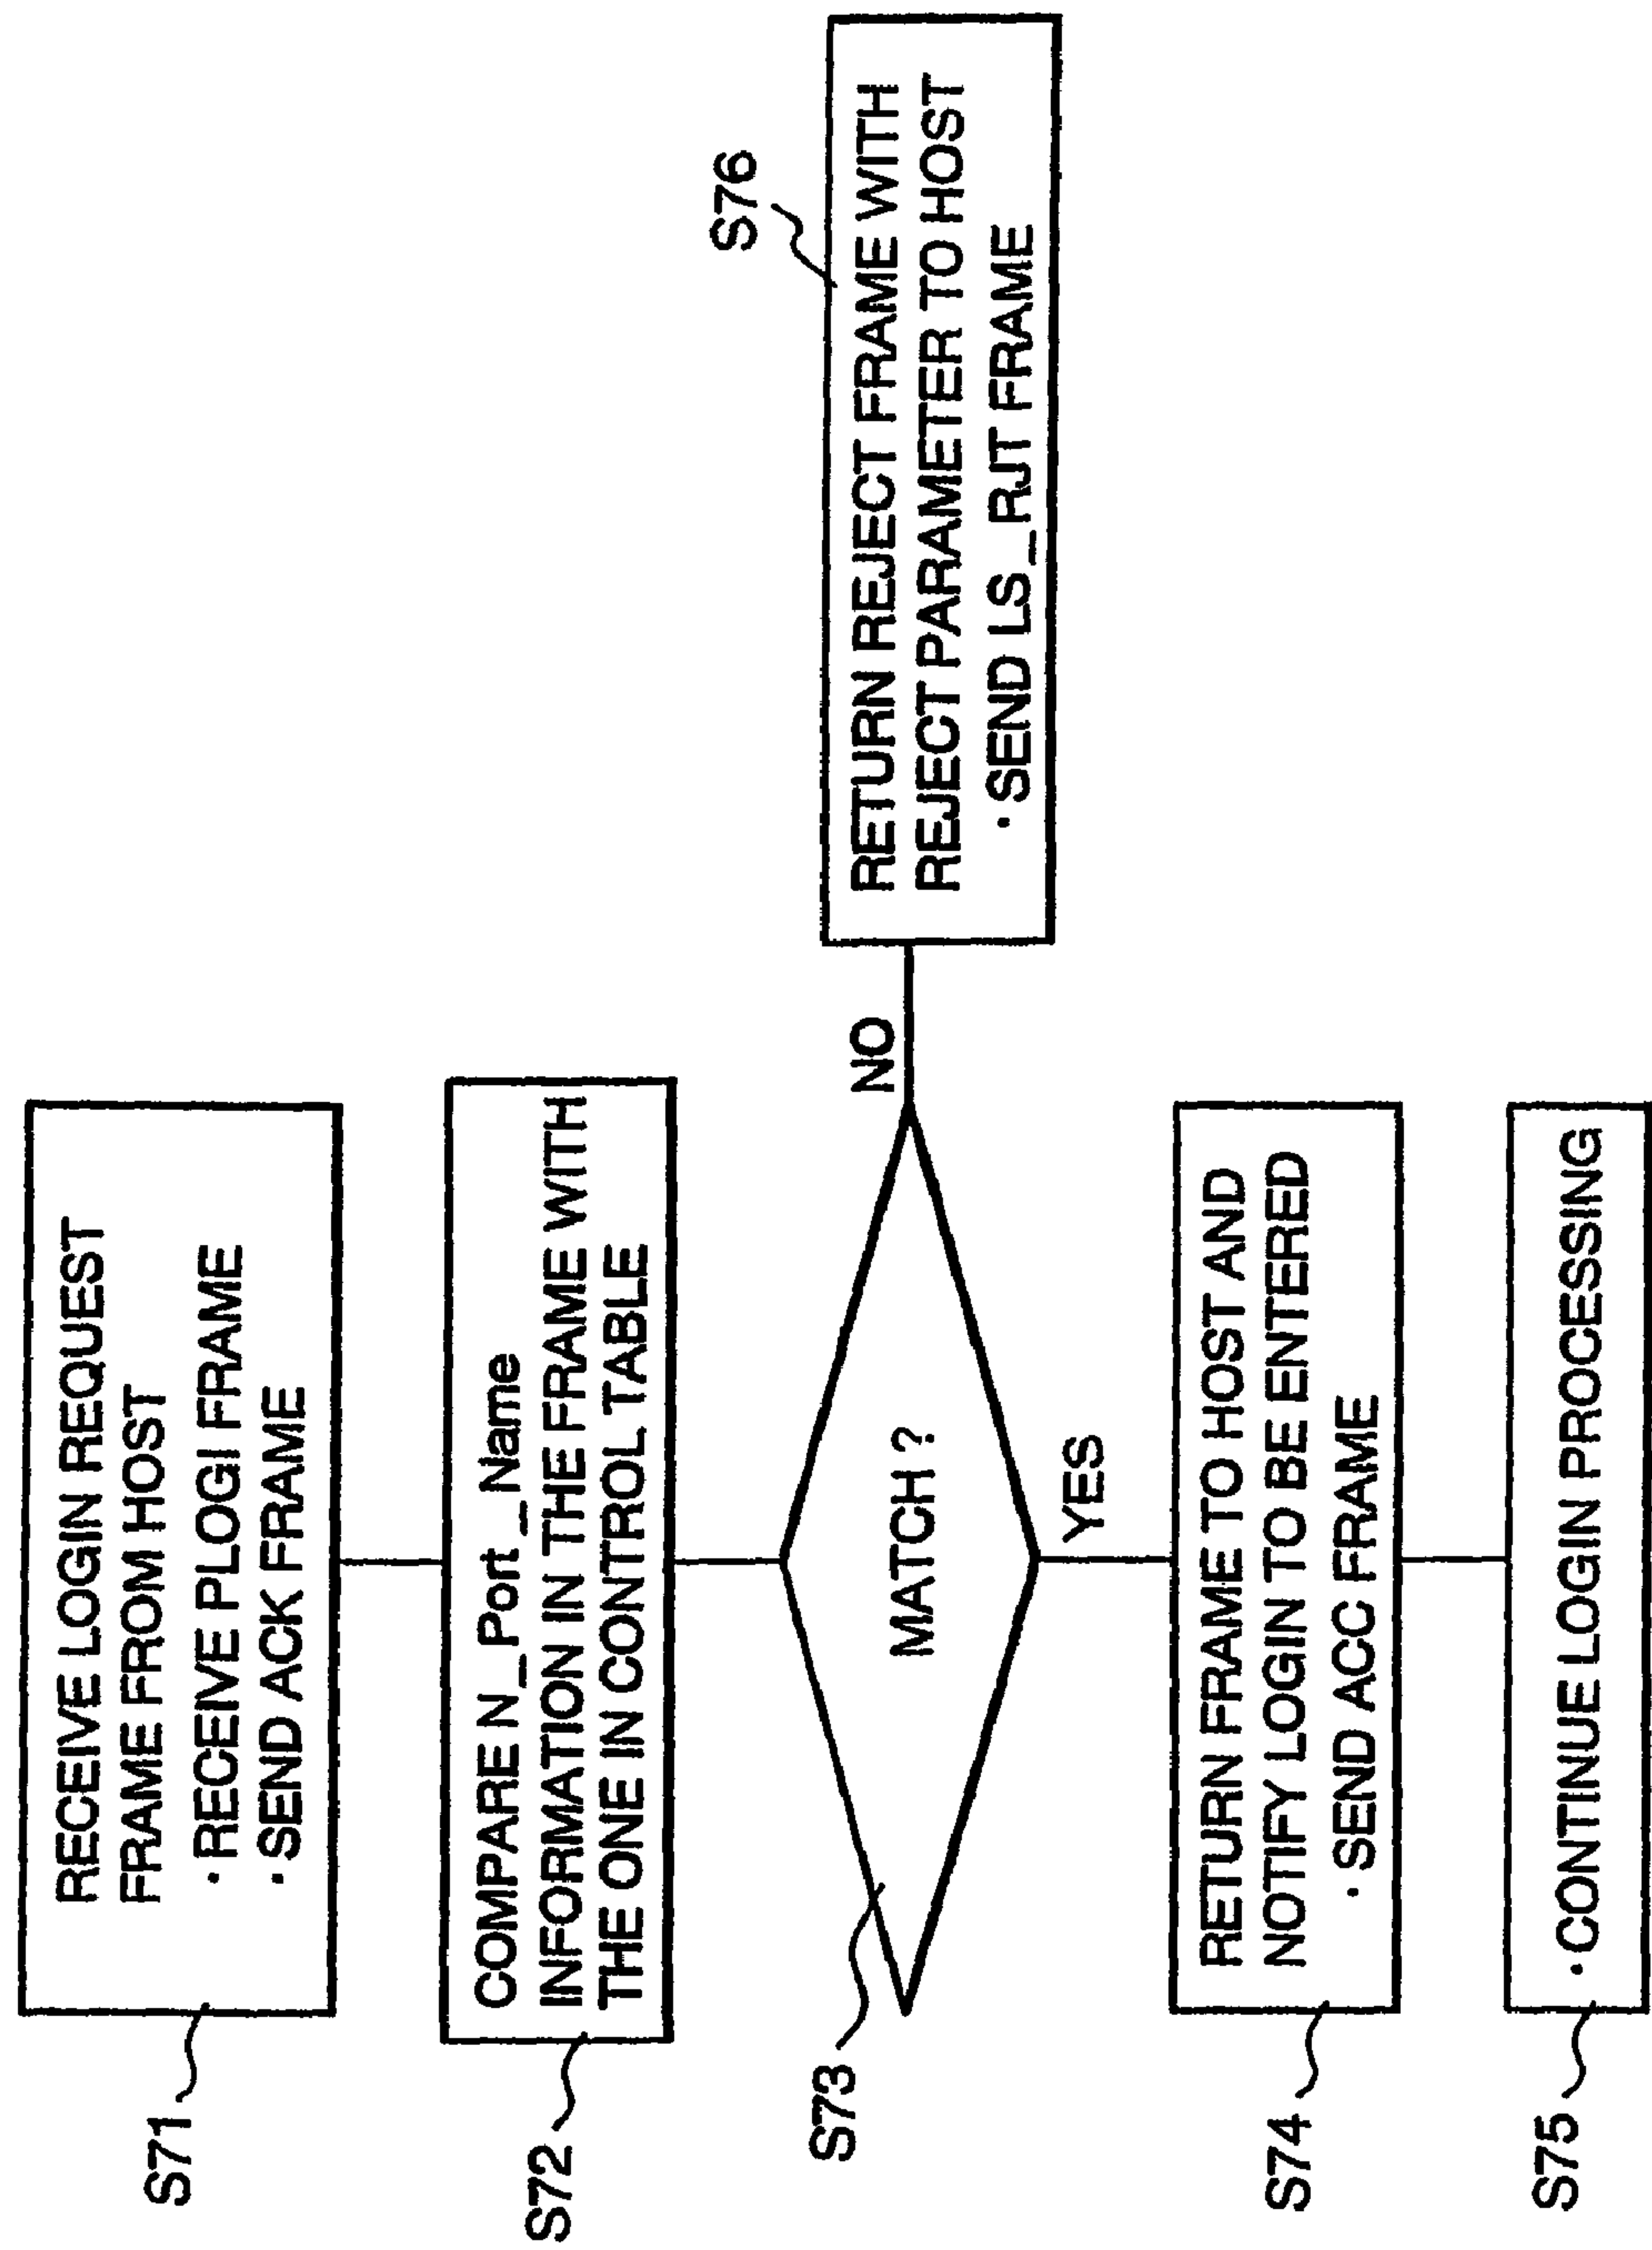 S71
RECEIVE LOGIN REQUEST
FRAME FROM HOST
· RECEIVE PLOGI FRAME
· SEND ACK FRAME
S72
COMPARE N_Port_Name
INFORMATION IN THE FRAME WITH
THE ONE IN CONTROL TABLE
S73
MATCH ?
NO
S76
RETURN REJECT FRAME WITH
REJECT PARAMETER TO HOST
· SEND LS_RJT FRAME
YES
S74
RETURN FRAME TO HOST AND
NOTIFY LOGIN TO BE ENTERED
· SEND ACC FRAME
S75
· CONTINUE LOGIN PROCESSING